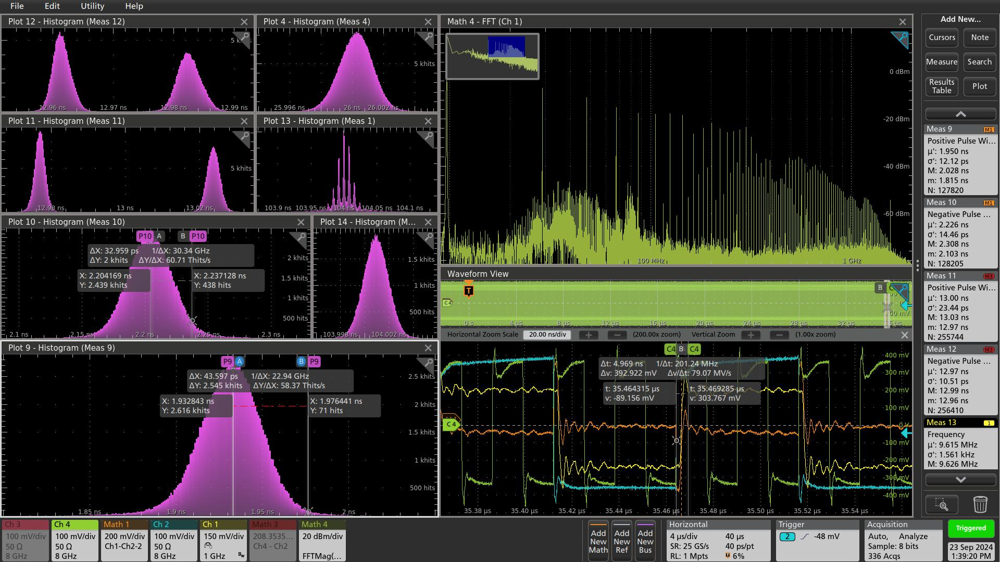 File Edit Utility Help
Plot 12 - Histogram (Meas 12)
5 k
12.96 ns 12.97 ns 12.98 ns 12.99 ns
Plot 4 - Histogram (Meas 4)
5 khits
25.996 ns 26 ns 26.002 ns
Plot 11 - Histogram (Meas 11)
5 khits
12.98 ns 13 ns 13.02 ns
Plot 13 - Histogram (Meas 1)
103.9 ns 103.95 ns 104 ns 104.05 ns 104.1 ns
Plot 10 - Histogram (Meas 10)
P10 A B P10
ΔX: 32.959 ps 1/ΔX: 30.34 GHz
ΔY: 2 khits ΔY/ΔX: 60.71 Thits/s
X: 2.204169 ns
Y: 2.439 khits
X: 2.237128 ns
Y: 438 hits
2 khits
1.5 khits
1 khits
500 hits
2.1 ns 2.15 ns 2.2 ns 2.25 ns 2.3 ns
Plot 14 - Histogram (M...
1.5 khits
1 khits
500 hits
103.998 ns 104.002 ns
Plot 9 - Histogram (Meas 9)
P9 A B P9
ΔX: 43.597 ps 1/ΔX: 22.94 GHz
ΔY: 2.545 khits ΔY/ΔX: 58.37 Thits/s
X: 1.932843 ns
Y: 2.616 khits
X: 1.976441 ns
Y: 71 hits
2.5 khits
2 khits
1.5 khits
1 khits
500 hits
1.85 ns 1.9 ns 1.95 ns 2 ns
Math 4 - FFT (Ch 1)
0 dBm
-20 dBm
-40 dBm
-60 dBm
100 MHz 1 GHz
Waveform View
T
B
C 4
0 s 4 µs 8 µs 12 µs 16 µs 20 µs 24 µs 28 µs 32 µs
Horizontal Zoom Scale 20.00 ns/div + − (200.00x zoom) Vertical Zoom + − (1.00x zoom)
C4 B C4
Δt: 4.969 ns 1/Δt: 201.24 MHz
Δv: 392.922 mV Δv/Δt: 79.07 MV/s
t: 35.464315 µs
v: -89.156 mV
t: 35.469285 µs
v: 303.767 mV
C 4
400 mV
300 mV
200 mV
100 mV
0 V
-100 mV
-200 mV
-300 mV
-400 mV
35.38 µs 35.40 µs 35.42 µs 35.44 µs 35.46 µs 35.48 µs 35.50 µs 35.52 µs 35.54 µs
Add New...
Cursors Note
Measure Search
Results Table Plot
Meas 9 M1
Positive Pulse Wi...
µ': 1.950 ns
σ': 12.12 ps
M: 2.028 ns
m: 1.815 ns
N: 127820
Meas 10 M1
Negative Pulse ...
µ': 2.226 ns
σ': 14.46 ps
M: 2.308 ns
m: 2.103 ns
N: 128205
Meas 11 M3
Positive Pulse Wi...
µ': 13.00 ns
σ': 23.44 ps
M: 13.03 ns
m: 12.97 ns
N: 255744
Meas 12 M3
Negative Pulse ...
µ': 12.97 ns
σ': 10.51 ps
M: 12.99 ns
m: 12.96 ns
N: 256410
Meas 13 1
Frequency
µ': 9.615 MHz
σ': 1.561 kHz
M: 9.626 MHz
Ch 3
100 mV/div
50 Ω
8 GHz
Ch 4
100 mV/div
50 Ω
8 GHz
Math 1
200 mV/div
Ch1-Ch2-2
Ch 2
100 mV/div
50 Ω
8 GHz
Ch 1
150 mV/div
1 GHz Bw
Math 3
208.3535...
Ch4 - Ch2
Math 4
20 dBm/div
FFTMag(...
Add New Math
Add New Ref
Add New Bus
Horizontal
4 µs/div 40 µs
SR: 25 GS/s 40 ps/pt
RL: 1 Mpts T 6%
Trigger
2 -48 mV
Acquisition
Auto, Analyze
Sample: 8 bits
336 Acqs
Triggered
23 Sep 2024
1:39:20 PM